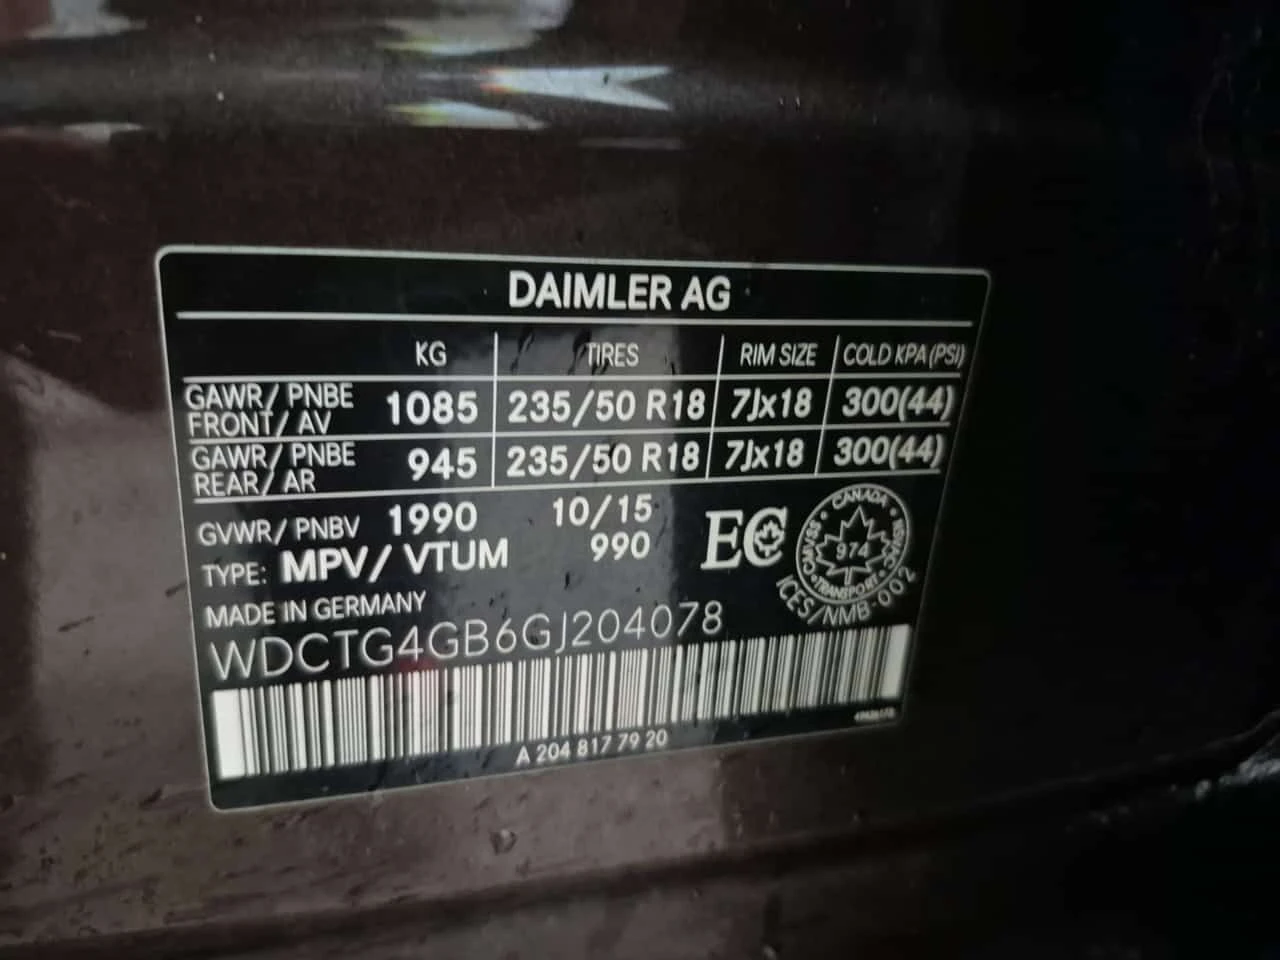 DAIMLER AG
KG TIRES RIM SIZE COLD KPA (PSI)
GAWR/ PNBE FRONT/ AV 1085 235/50 R18 7Jx18 300(44)
GAWR/ PNBE REAR/ AR 945 235/50 R18 7Jx18 300(44)
GVWR/ PNBV 1990 10/15
TYPE: MPV/ VTUM 990
EC
CANADA
974
TRANSPORT
ICES/NMB-002
MADE IN GERMANY
WDCTG4GB6GJ204078
A 204 817 79 20